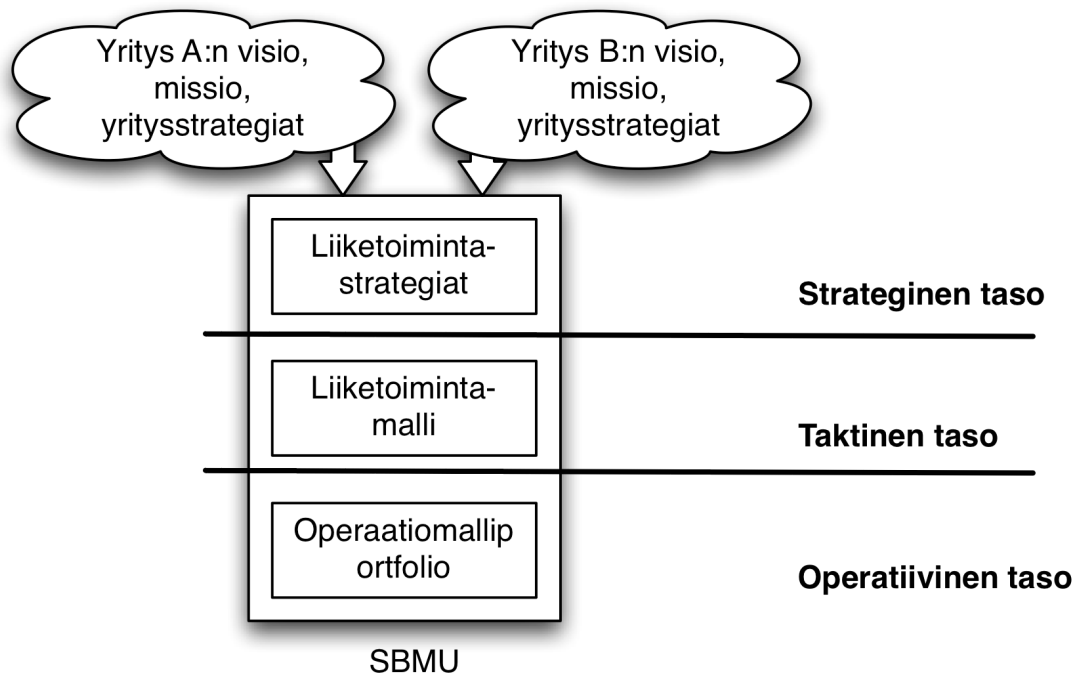 Yritys A:n visio,
missio,
yritysstrategiat
Yritys B:n visio,
missio,
yritysstrategiat
Liiketoiminta-
strategiat
Strateginen taso
Liiketoiminta-
malli
Taktinen taso
Operaatiomallip
ortfolio
Operatiivinen taso
SBMU